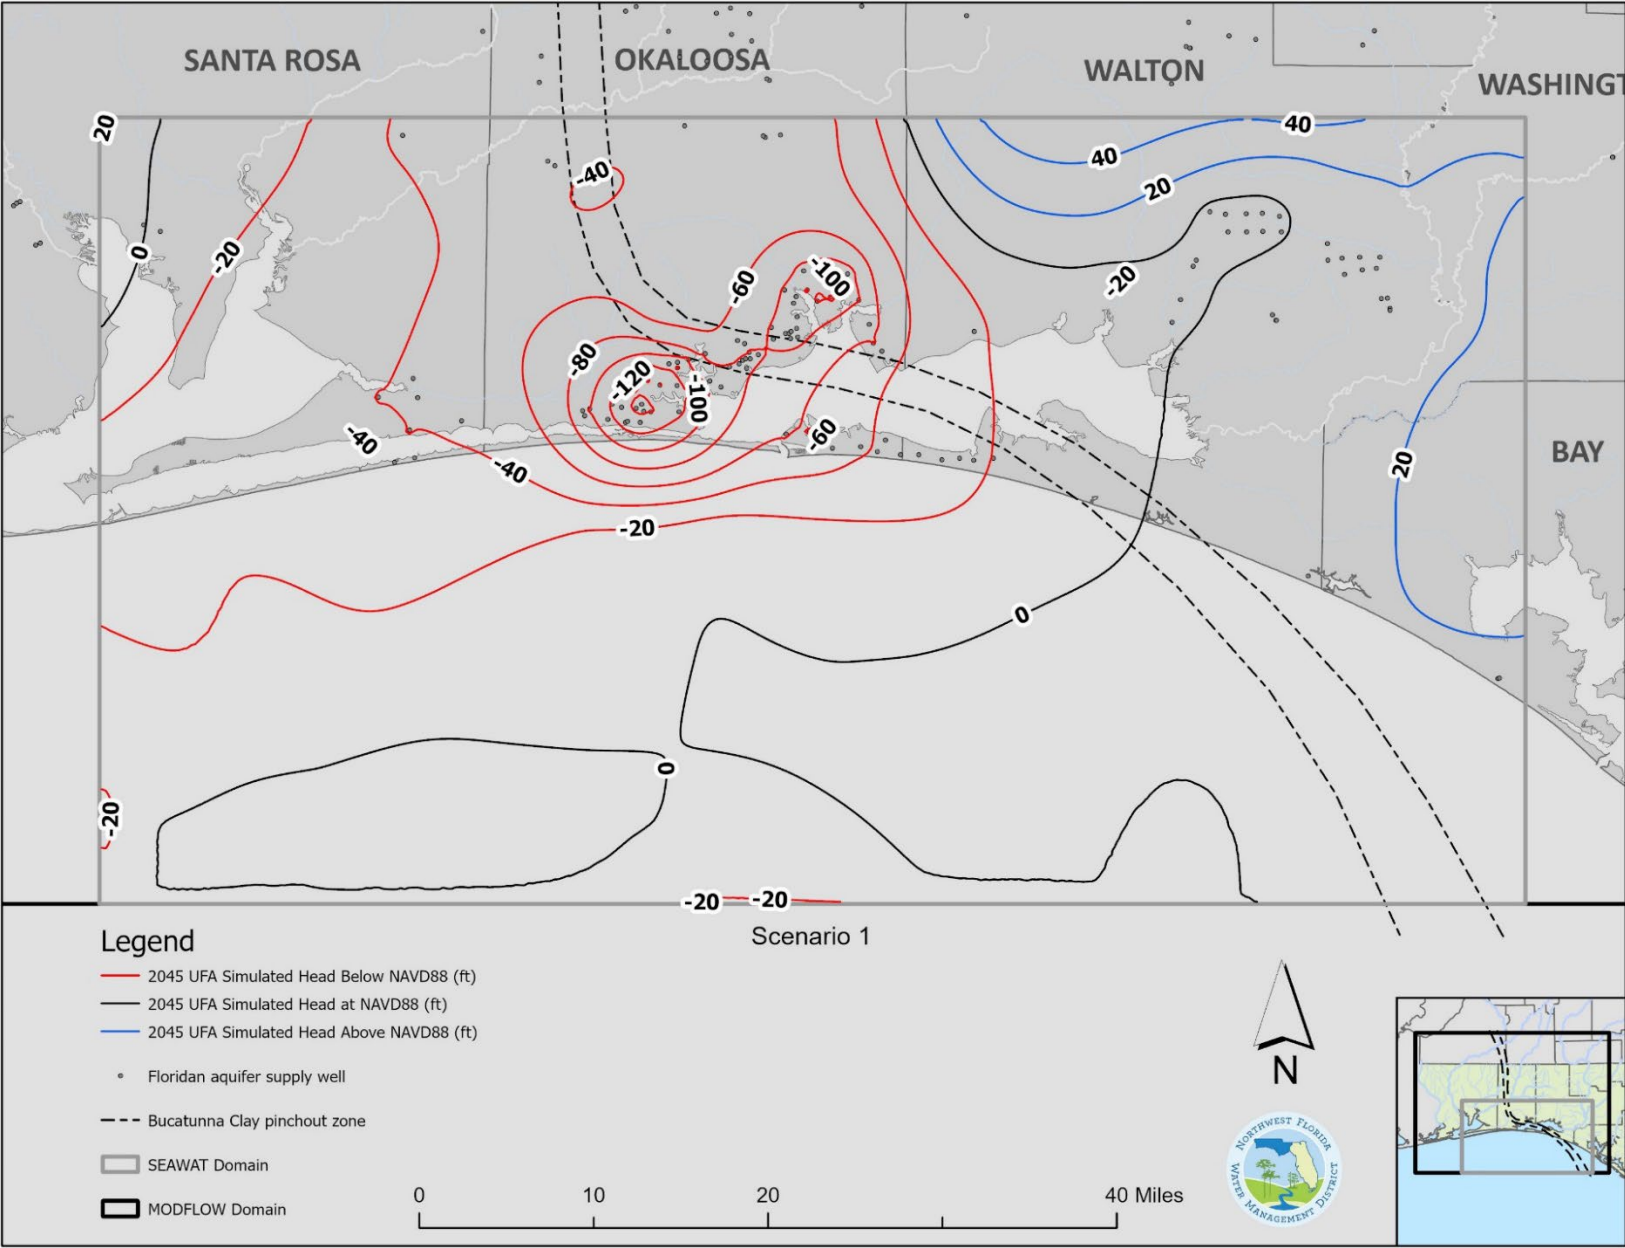 SANTA ROSA
OKALOOSA
WALTON
WASHINGT
20
40
40
-40
20
0
-20
-60
-100
-20
-80
-120
-100
-60
-40
-40
20
BAY
-20
0
0
-20
-20
-20
Scenario 1
Legend
2045 UFA Simulated Head Below NAVD88 (ft)
2045 UFA Simulated Head at NAVD88 (ft)
2045 UFA Simulated Head Above NAVD88 (ft)
Floridan aquifer supply well
Bucatunna Clay pinchout zone
SEAWAT Domain
MODFLOW Domain
0 10 20 40 Miles
N
NORTHWEST FLORIDA
WATER MANAGEMENT DISTRICT